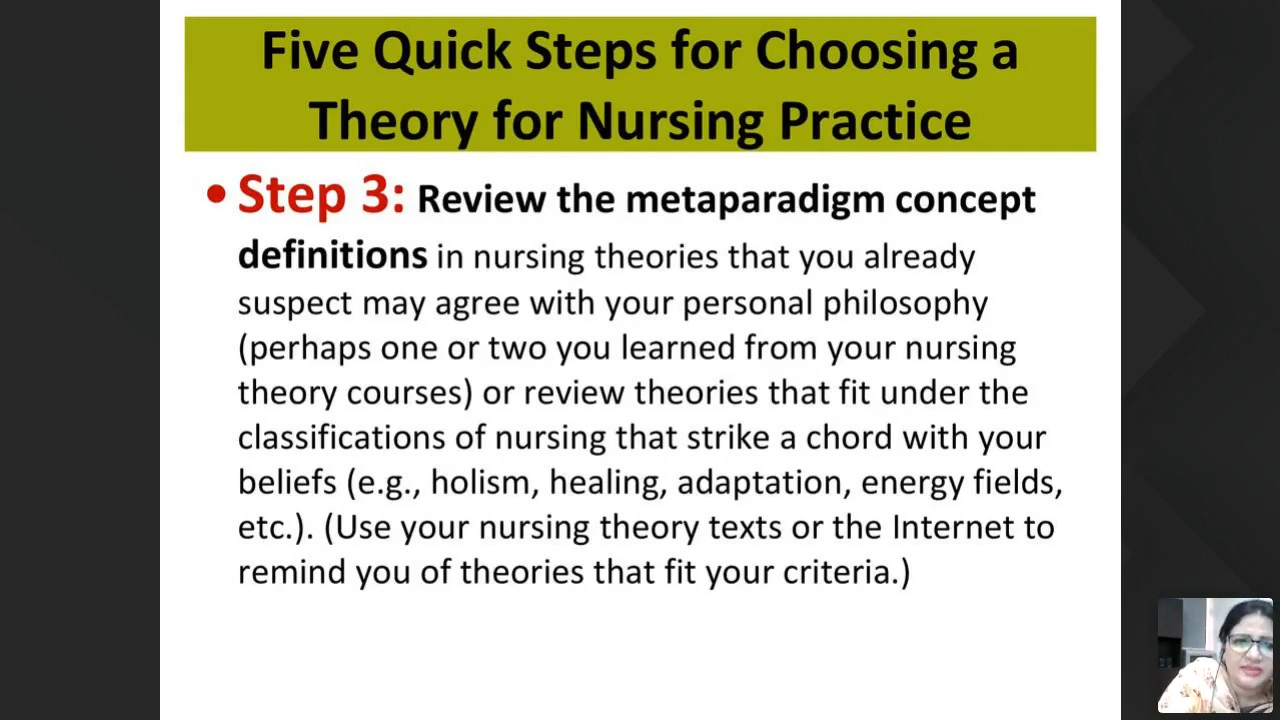 Five Quick Steps for Choosing a
Theory for Nursing Practice
• Step 3: Review the metaparadigm concept
definitions in nursing theories that you already
suspect may agree with your personal philosophy
(perhaps one or two you learned from your nursing
theory courses) or review theories that fit under the
classifications of nursing that strike a chord with your
beliefs (e.g., holism, healing, adaptation, energy fields,
etc.). (Use your nursing theory texts or the Internet to
remind you of theories that fit your criteria.)